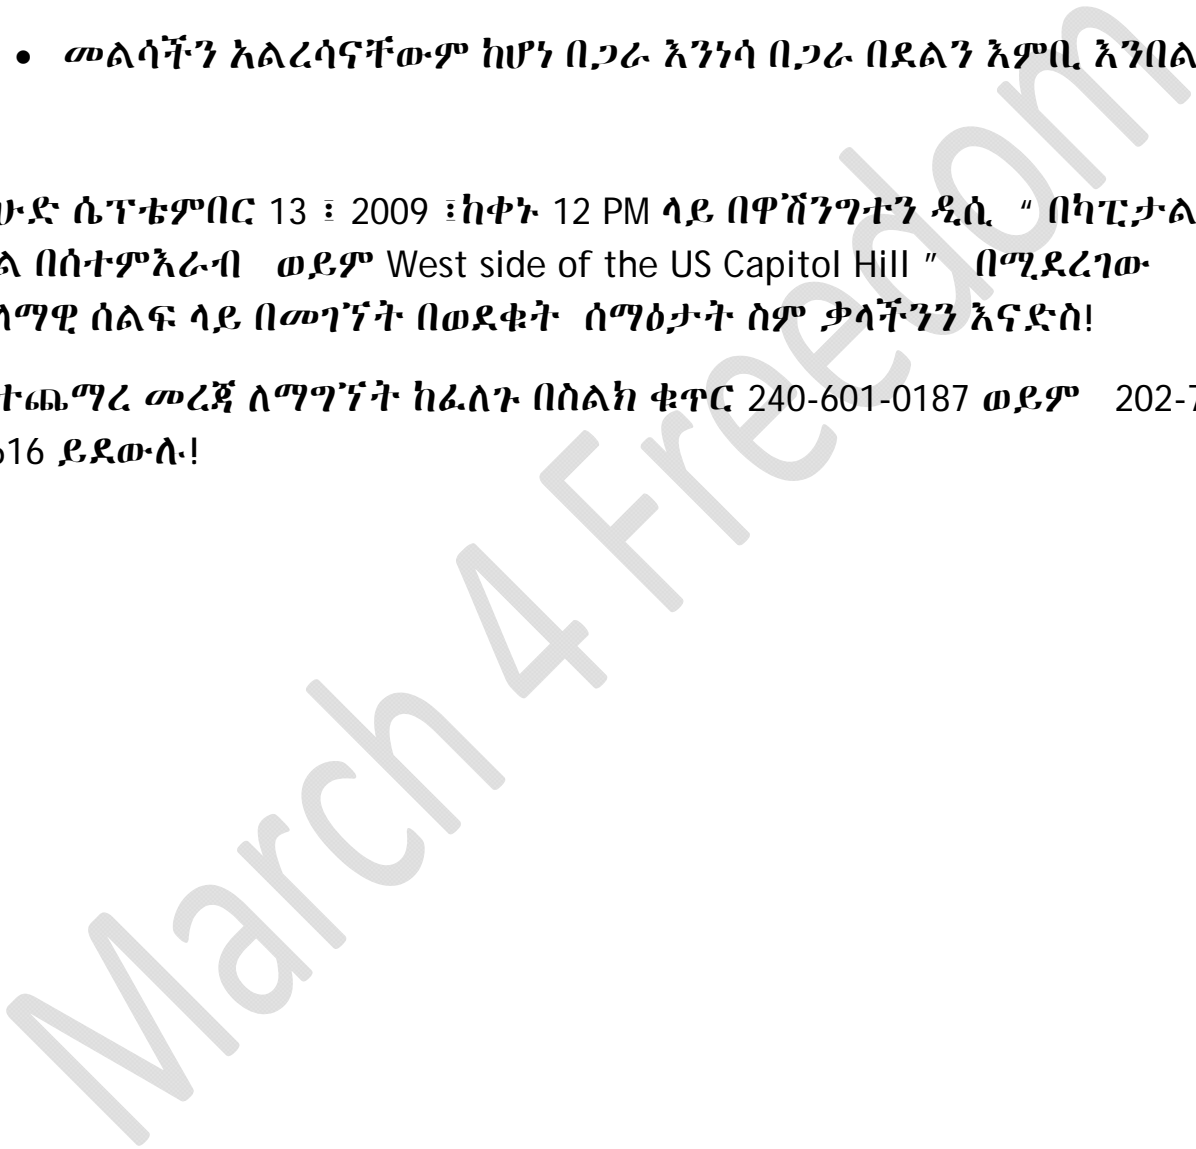 • መልሳችን አልረሳናቸውም ከሆነ በጋራ እንነሳ በጋራ በደልን እምቢ እንበል
ሁድ ሴፕቴምበር 13 ፤ 2009 ፤ከቀኑ 12 PM ላይ በዋሽንግተን ዲሲ “ በካፒታል
ል በሰተምእራብ ወይም West side of the US Capitol Hill ” በሚደረገው
ላማዊ ሰልፍ ላይ በመገኘት በወደቁት ሰማዕታት ስም ቃላችንን እናድስ!
ተጨማሪ መረጃ ለማግኘት ከፈለጉ በስልክ ቁጥር 240-601-0187 ወይም 202-7
616 ይደውሉ!
March 4 Freedom